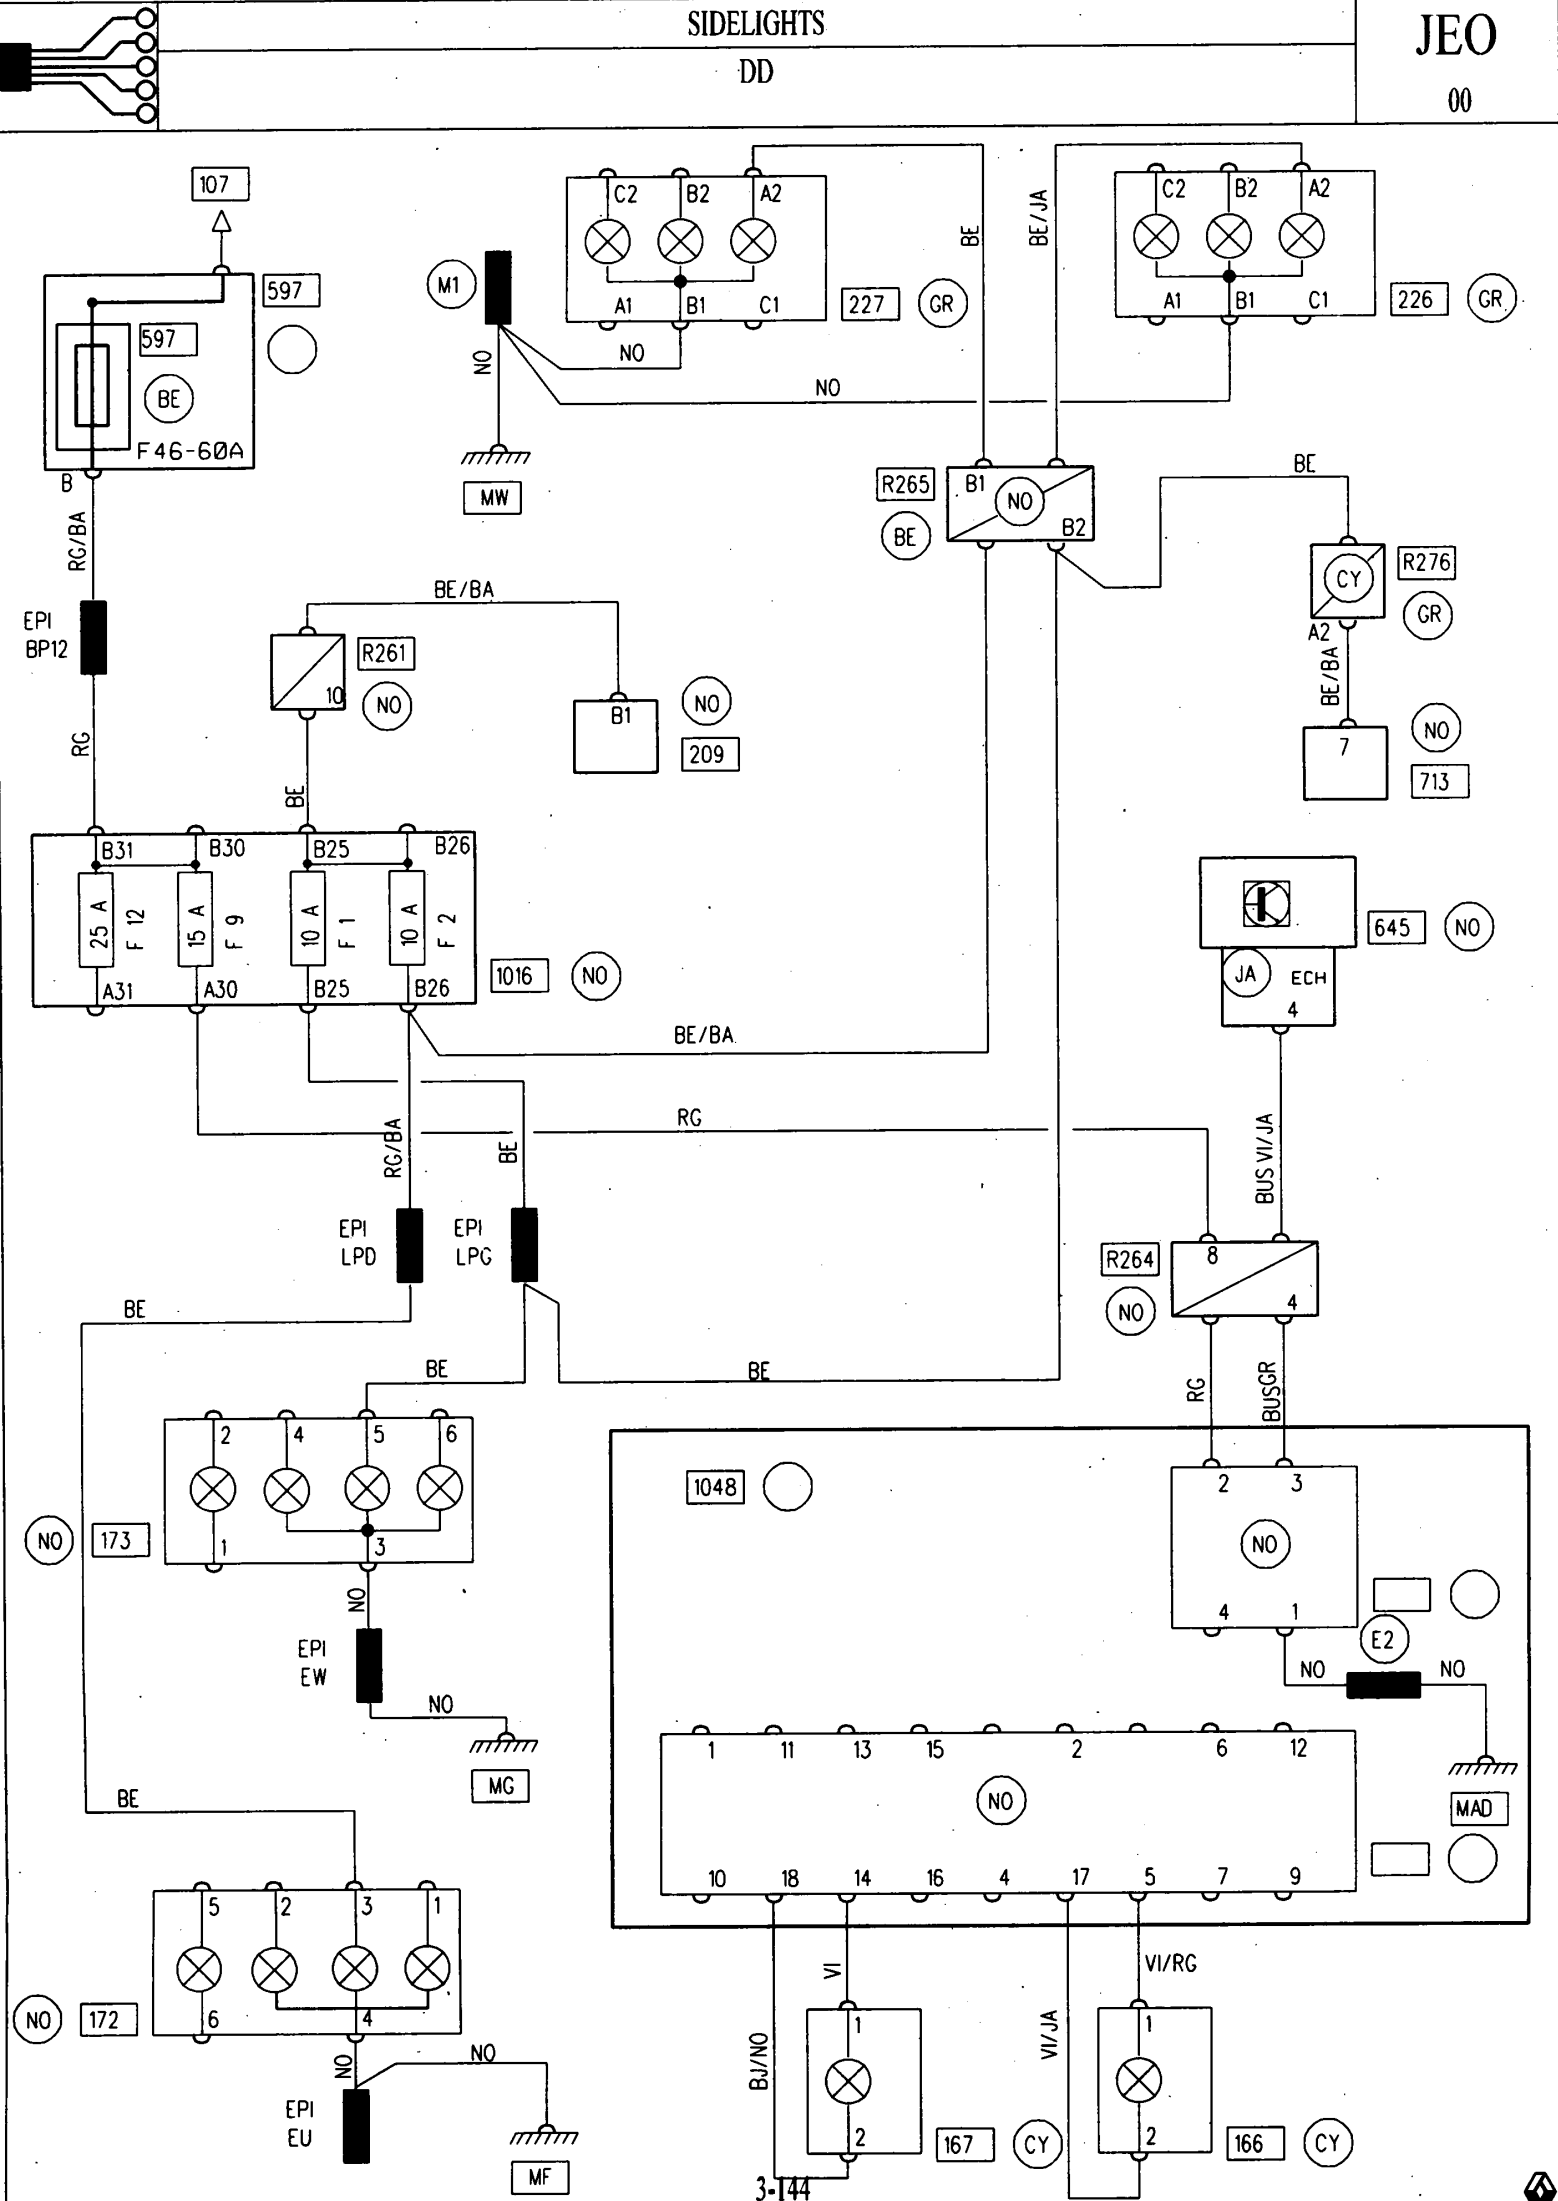 SIDELIGHTS
JEO
DD
00
107
C2 B2 A2
C2 B2 A2
BE
BE/JA
597
M1
A1 B1 C1
227
GR
A1 B1 C1
226
GR
597
BE
NO
NO
NO
F46-60A
B
MW
R265
B1
NO
B2
BE
BE
RG/BA
CY
R276
GR
A2
EPI
BP12
BE/BA
R261
10
NO
B1
NO
209
BE/BA
7
NO
713
RG
BE
B31 B30 B25 B26
25 A
F 12
15 A
F 9
10 A
F 1
10 A
F 2
A31 A30 B25 B26
1016
NO
645
NO
JA
ECH
4
BE/BA
RG
RG/BA
BE
BUS VI/JA
EPI
LPD
EPI
LPG
R264
8
4
NO
BE
BE
BE
RG
BUSGR
2 4 5 6
1 3
NO
173
1048
2 3
NO
4 1
E2
NO
NO
NO
EPI
EW
NO
MG
1 11 13 15 2 6 12
NO
MAD
10 18 14 16 4 17 5 7 9
BE
5 2 3 1
6 4
NO
172
VI
VI/RG
BJ/NO
VI/JA
1
2
167
CY
1
2
166
CY
NO
NO
EPI
EU
MF
3-144